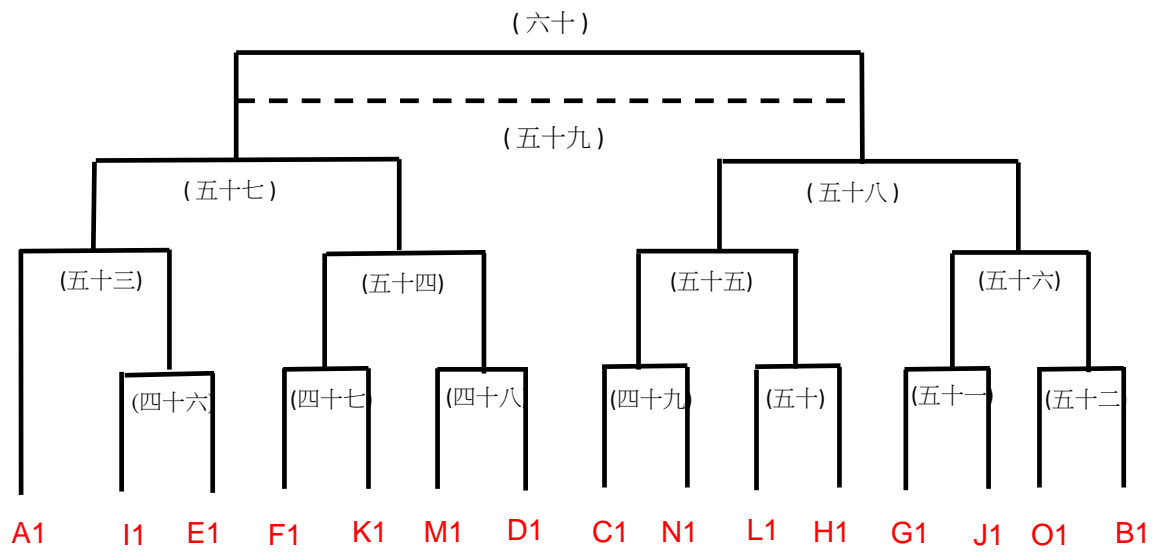 (六十)
(五十九)
(五十七) (五十八)
(五十三) (五十四) (五十五) (五十六)
(四十六) (四十七) (四十八) (四十九) (五十) (五十一) (五十二)
A1 I1 E1 F1 K1 M1 D1 C1 N1 L1 H1 G1 J1 O1 B1